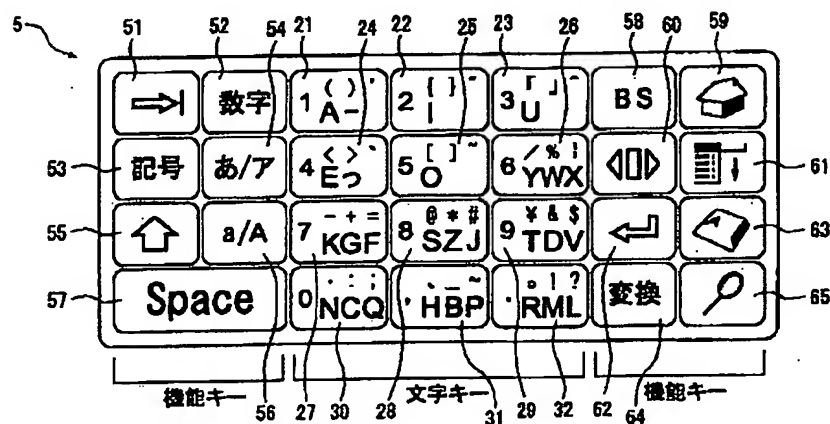 5 51 52 54 21 24 22 25 23 26 58 60 59
数字 1 ( ) ´ A- 2 { } ¨ I 3 「 」 ^ U BS
53 記号 あ/ア 4 < > ` Eっ 5 [ ] ~ O 6 / % | YWX 61
55 a/A 7 - + = KGF 8 @ * # SZJ 9 ¥ & $ TDV 63
57 Space 0 · : ; NCQ , 、 _ ~ HBP . 。 ! ? RML 変換 65
機能キー 56 27 30 28 文字キー 31 29 32 62 機能キー 64